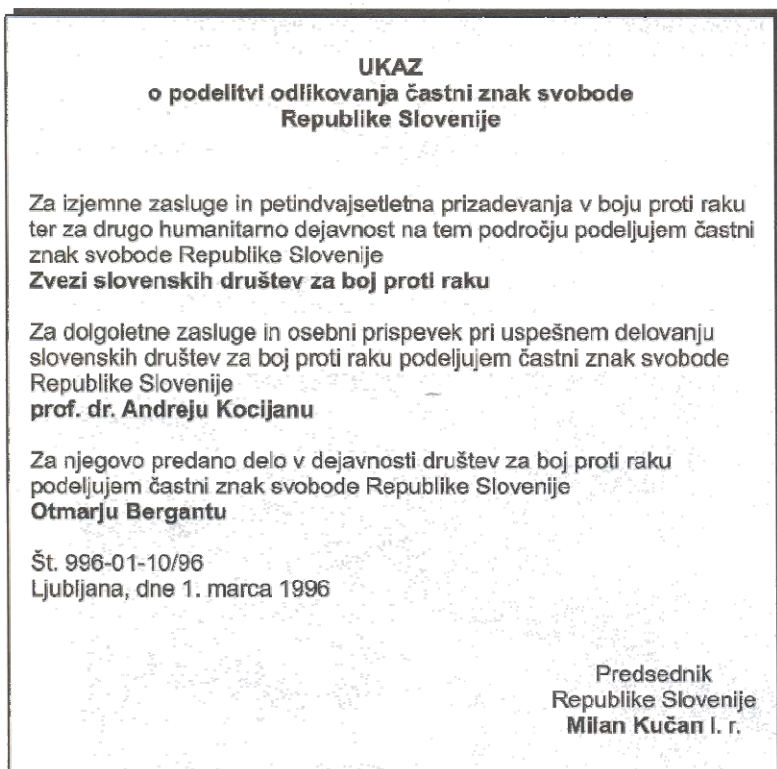 UKAZ
o podelitvi odlikovanja častni znak svobode
Republike Slovenije
Za izjemne zasluge in petindvajsetletna prizadevanja v boju proti raku
ter za drugo humanitarno dejavnost na tem področju podeljujem častni
znak svobode Republike Slovenije
Zvezi slovenskih društev za boj proti raku
Za dolgoletne zasluge in osebni prispevek pri uspešnem delovanju
slovenskih društev za boj proti raku podeljujem častni znak svobode
Republike Slovenije
prof. dr. Andreju Kocijanu
Za njegovo predano delo v dejavnosti društev za boj proti raku
podeljujem častni znak svobode Republike Slovenije
Otmarju Bergantu
Št. 996-01-10/96
Ljubljana, dne 1. marca 1996
Predsednik
Republike Slovenije
Milan Kučan l. r.